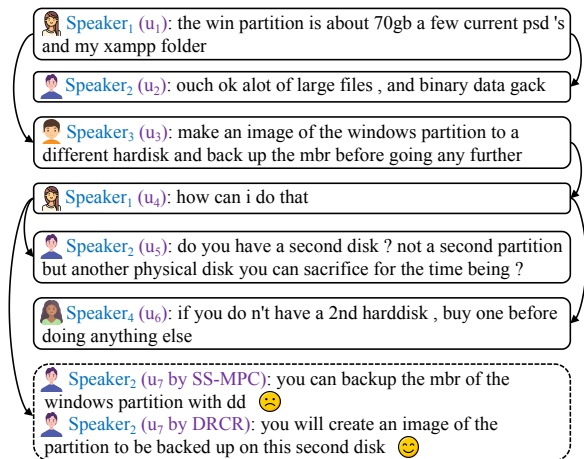 Speaker₁ (u₁): the win partition is about 70gb a few current psd 's
and my xampp folder
Speaker₂ (u₂): ouch ok alot of large files , and binary data gack
Speaker₃ (u₃): make an image of the windows partition to a
different hardisk and back up the mbr before going any further
Speaker₁ (u₄): how can i do that
Speaker₂ (u₅): do you have a second disk ? not a second partition
but another physical disk you can sacrifice for the time being ?
Speaker₄ (u₆): if you do n't have a 2nd harddisk , buy one before
doing anything else
Speaker₂ (u₇ by SS-MPC): you can backup the mbr of the
windows partition with dd
Speaker₂ (u₇ by DRCR): you will create an image of the
partition to be backed up on this second disk